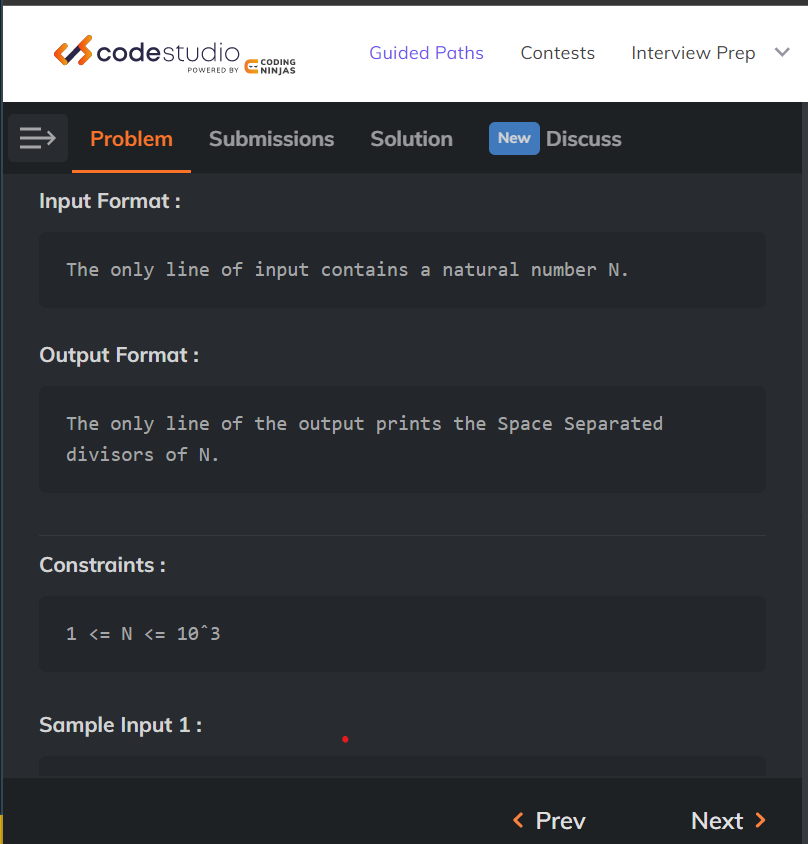 codestudio
POWERED BY CODING NINJAS
Guided Paths
Contests
Interview Prep
Problem
Submissions
Solution
New
Discuss
Input Format :
The only line of input contains a natural number N.
Output Format :
The only line of the output prints the Space Separated
divisors of N.
Constraints :
1 <= N <= 10^3
Sample Input 1 :
Prev
Next